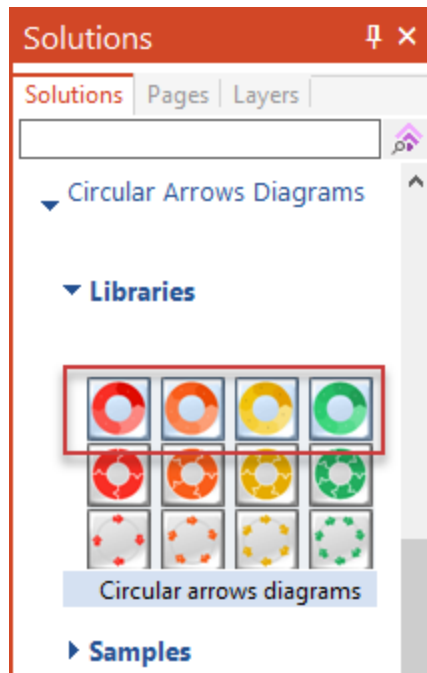 Solutions
Solutions Pages Layers
Circular Arrows Diagrams
Libraries
Circular arrows diagrams
Samples